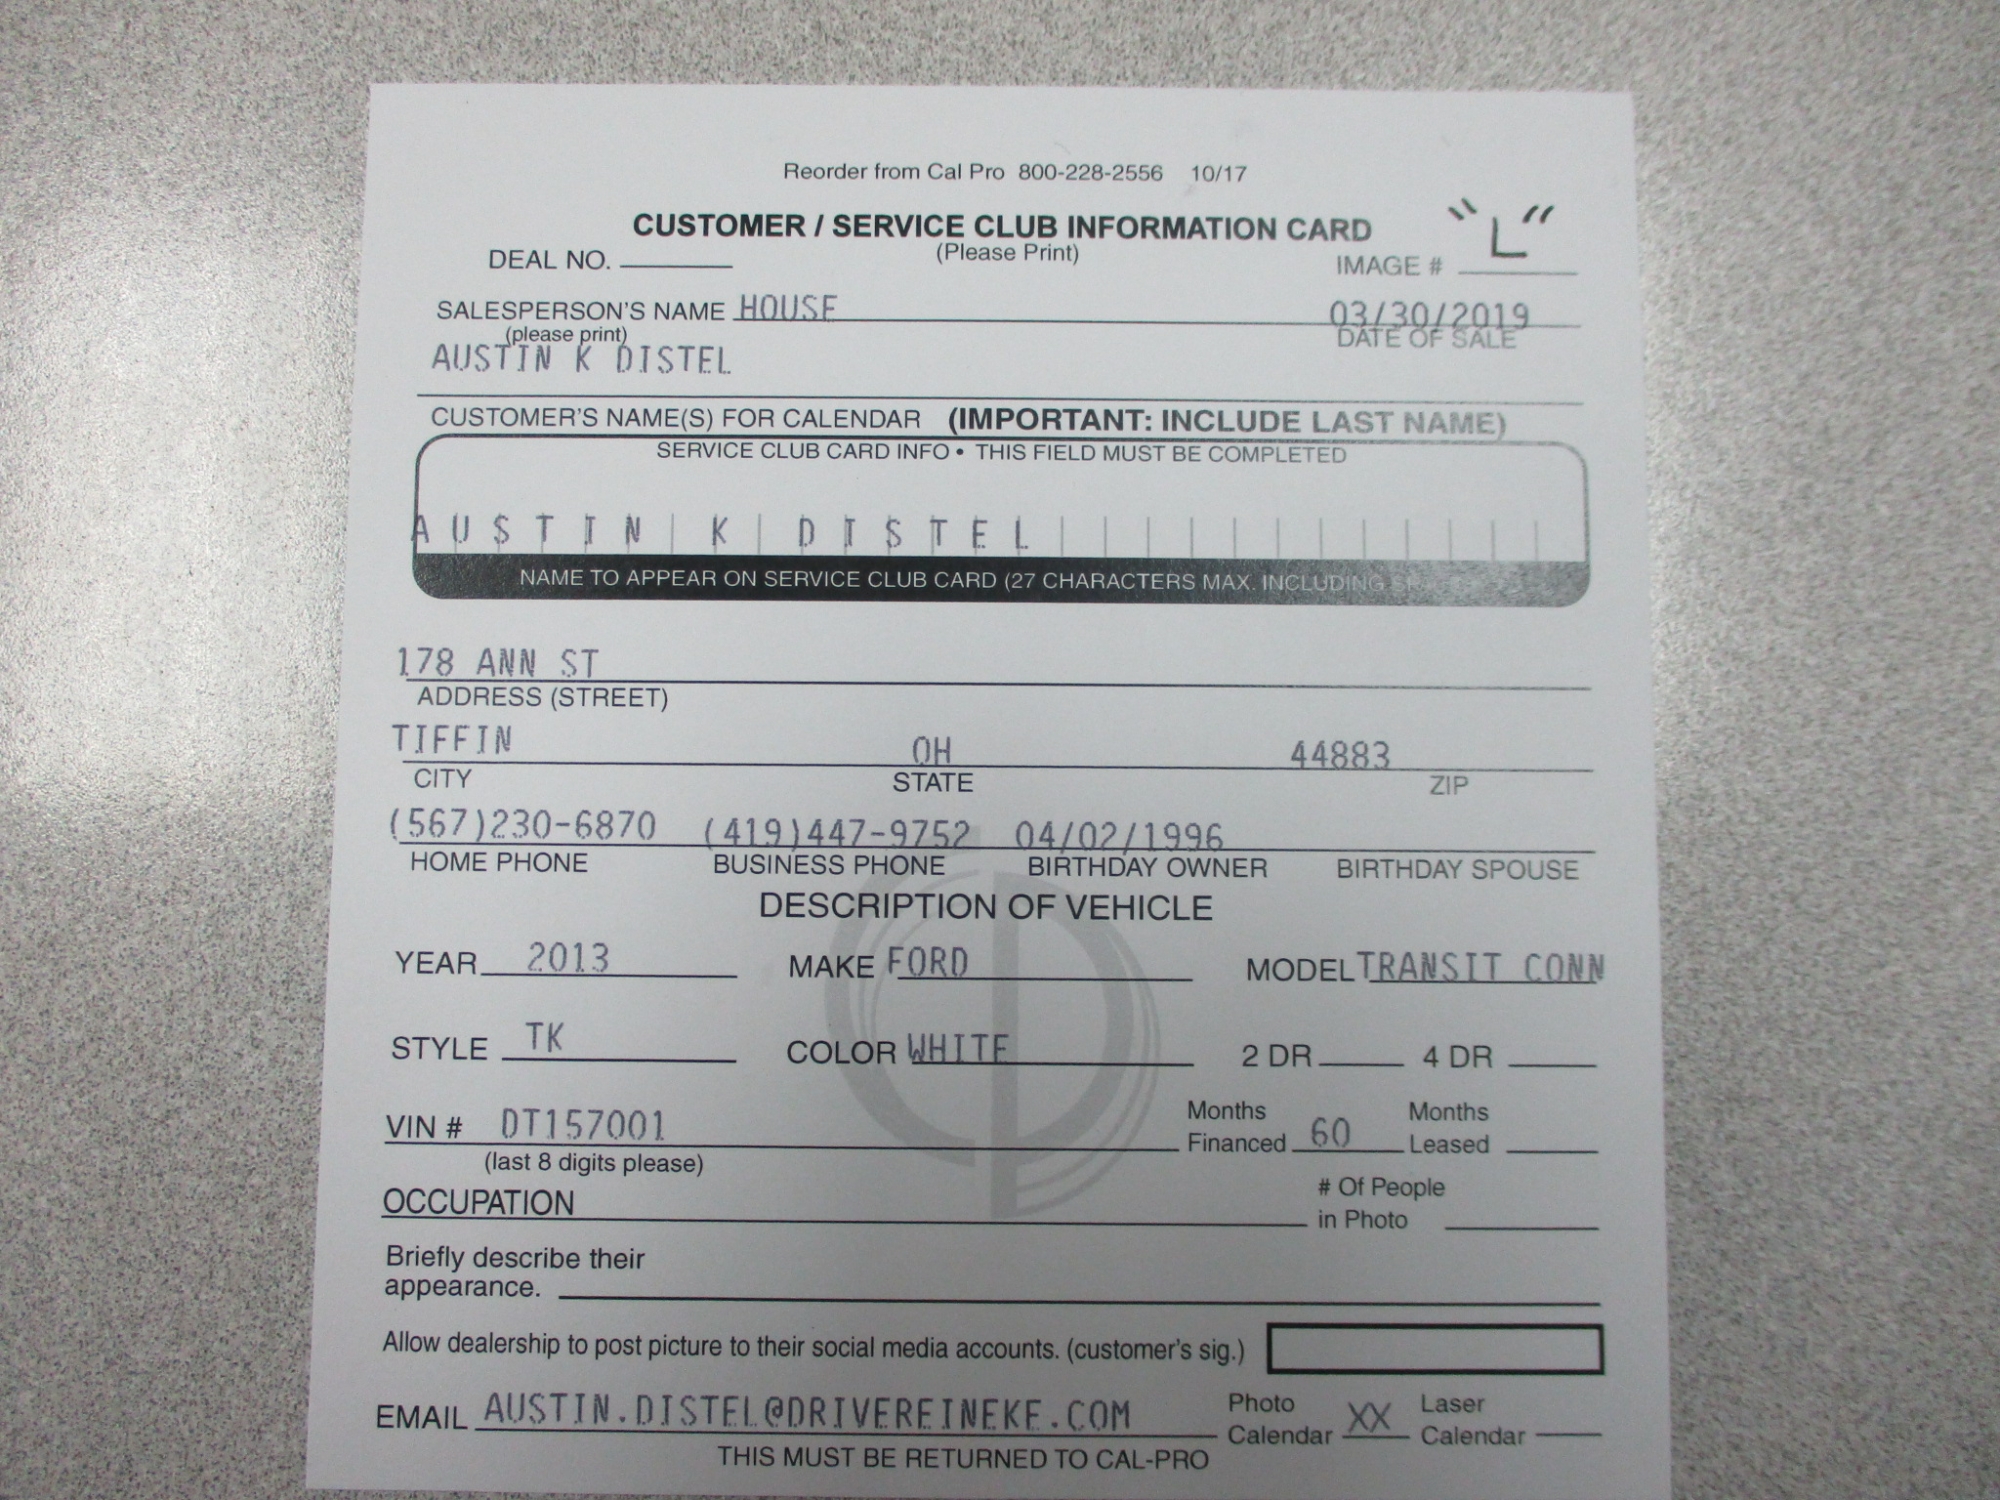 Reorder from Cal Pro 800-228-2556 10/17
CUSTOMER / SERVICE CLUB INFORMATION CARD
(Please Print)
"L"
DEAL NO.
IMAGE #
SALESPERSON'S NAME HOUSE
03/30/2019
(please print)
DATE OF SALE
AUSTIN K DISTEL
CUSTOMER'S NAME(S) FOR CALENDAR (IMPORTANT: INCLUDE LAST NAME)
SERVICE CLUB CARD INFO • THIS FIELD MUST BE COMPLETED
AUSTIN K DISTEL
NAME TO APPEAR ON SERVICE CLUB CARD (27 CHARACTERS MAX. INCLUDING
178 ANN ST
ADDRESS (STREET)
TIFFIN OH 44883
CITY STATE ZIP
(567)230-6870 (419)447-9752 04/02/1996
HOME PHONE BUSINESS PHONE BIRTHDAY OWNER BIRTHDAY SPOUSE
DESCRIPTION OF VEHICLE
YEAR 2013 MAKE FORD MODEL TRANSIT CONN
STYLE TK COLOR WHITE 2 DR 4 DR
VIN # DT157001
Months Financed 60 Months Leased
(last 8 digits please)
OCCUPATION
# Of People in Photo
Briefly describe their
appearance.
Allow dealership to post picture to their social media accounts. (customer's sig.)
EMAIL AUSTIN.DISTEL@DRIVEREINEKE.COM
Photo Calendar XX Laser Calendar
THIS MUST BE RETURNED TO CAL-PRO